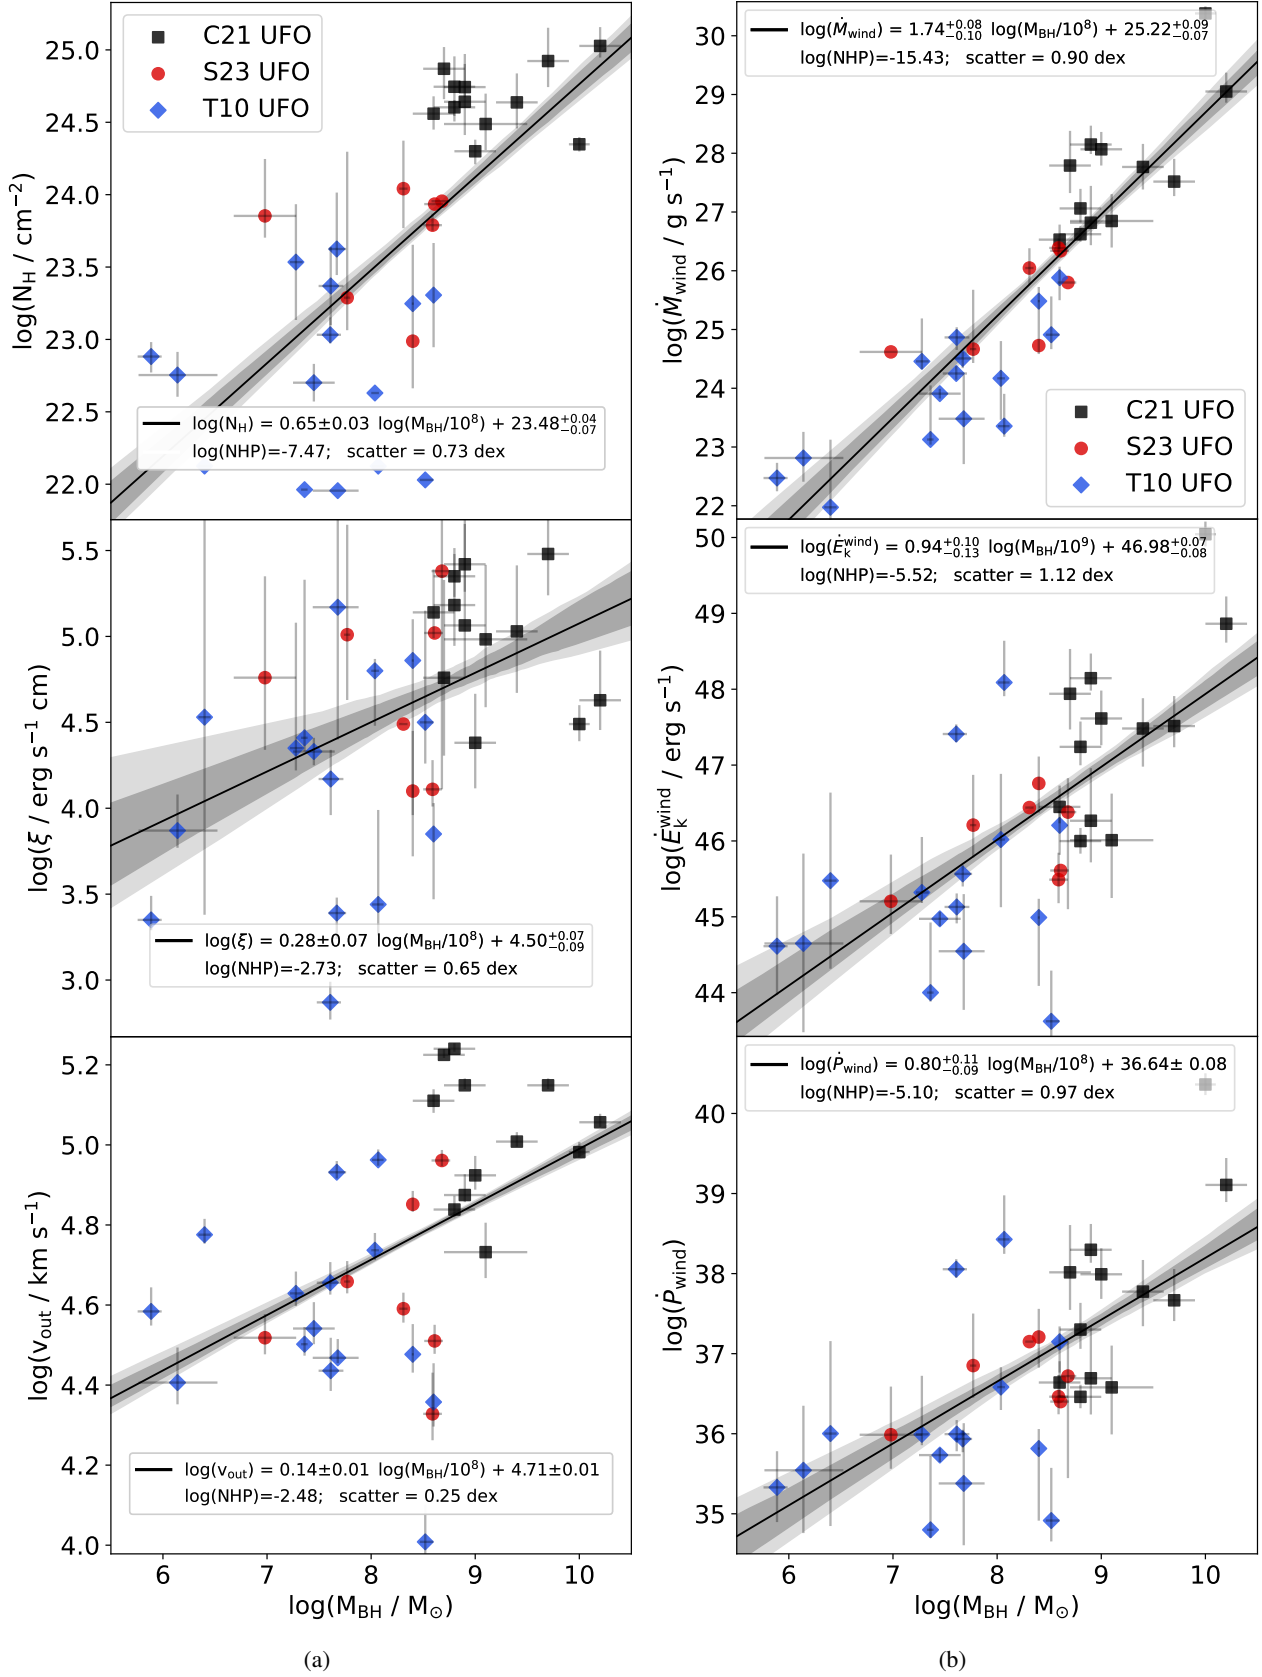 C21 UFO
S23 UFO
T10 UFO
25.0
24.5
24.0
23.5
23.0
22.5
22.0
log(N_H / cm⁻²)
log(N_H) = 0.65±0.03 log(M_BH/10⁸) + 23.48^{+0.04}_{−0.07}
log(NHP)=-7.47; scatter = 0.73 dex
5.5
5.0
4.5
4.0
3.5
3.0
log(ξ / erg s⁻¹ cm)
log(ξ) = 0.28±0.07 log(M_BH/10⁸) + 4.50^{+0.07}_{−0.09}
log(NHP)=-2.73; scatter = 0.65 dex
5.2
5.0
4.8
4.6
4.4
4.2
4.0
log(v_out / km s⁻¹)
log(v_out) = 0.14±0.01 log(M_BH/10⁸) + 4.71±0.01
log(NHP)=-2.48; scatter = 0.25 dex
6 7 8 9 10
log(M_BH / M_⊙)
(a)
log(Ṁ_wind) = 1.74^{+0.08}_{−0.10} log(M_BH/10⁸) + 25.22^{+0.09}_{−0.07}
log(NHP)=-15.43; scatter = 0.90 dex
30
29
28
27
26
25
24
23
22
log(Ṁ_wind / g s⁻¹)
C21 UFO
S23 UFO
T10 UFO
log(Ė_k^wind) = 0.94^{+0.10}_{−0.13} log(M_BH/10⁹) + 46.98^{+0.07}_{−0.08}
log(NHP)=-5.52; scatter = 1.12 dex
50
49
48
47
46
45
44
log(Ė_k^wind / erg s⁻¹)
log(Ṗ_wind) = 0.80^{+0.11}_{−0.09} log(M_BH/10⁸) + 36.64± 0.08
log(NHP)=-5.10; scatter = 0.97 dex
40
39
38
37
36
35
log(Ṗ_wind)
6 7 8 9 10
log(M_BH / M_⊙)
(b)